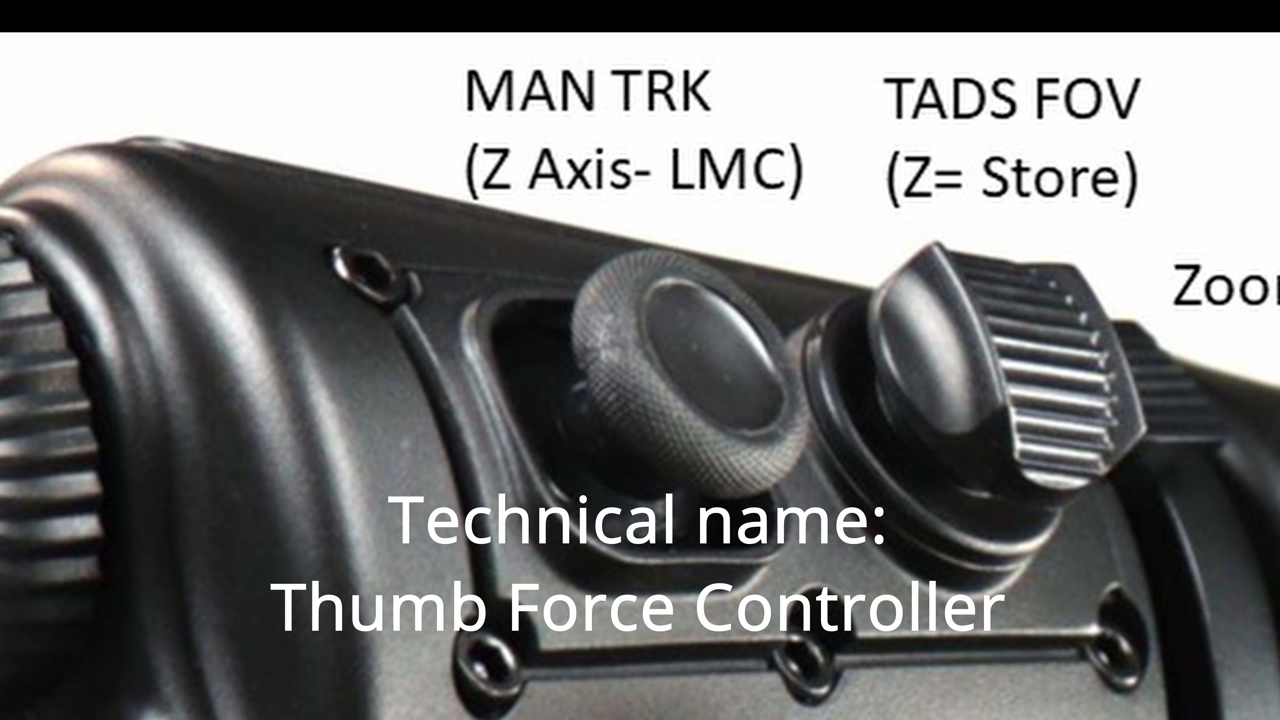 MAN TRK
(Z Axis- LMC)
TADS FOV
(Z= Store)
Technical name:
Thumb Force Controller